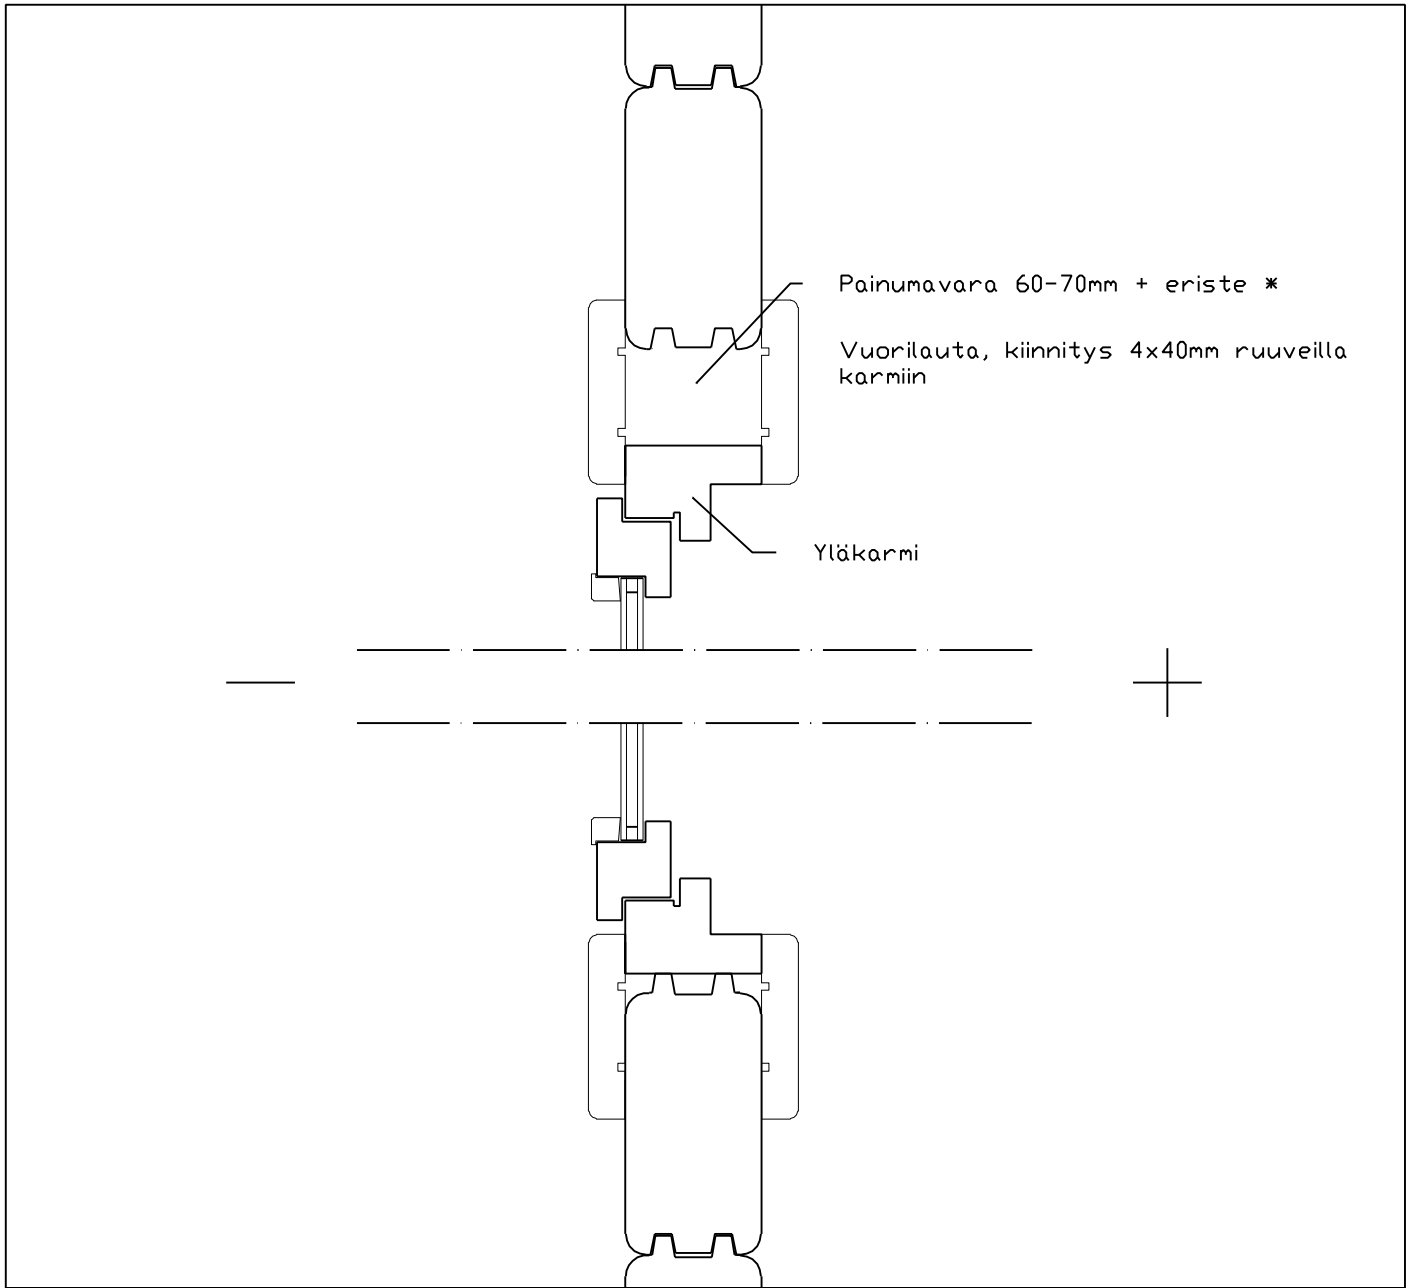 Painumavara 60-70mm + eriste *
Vuorilauta, kiinnitys 4x40mm ruuveilla
karmiin
Yläkarmi